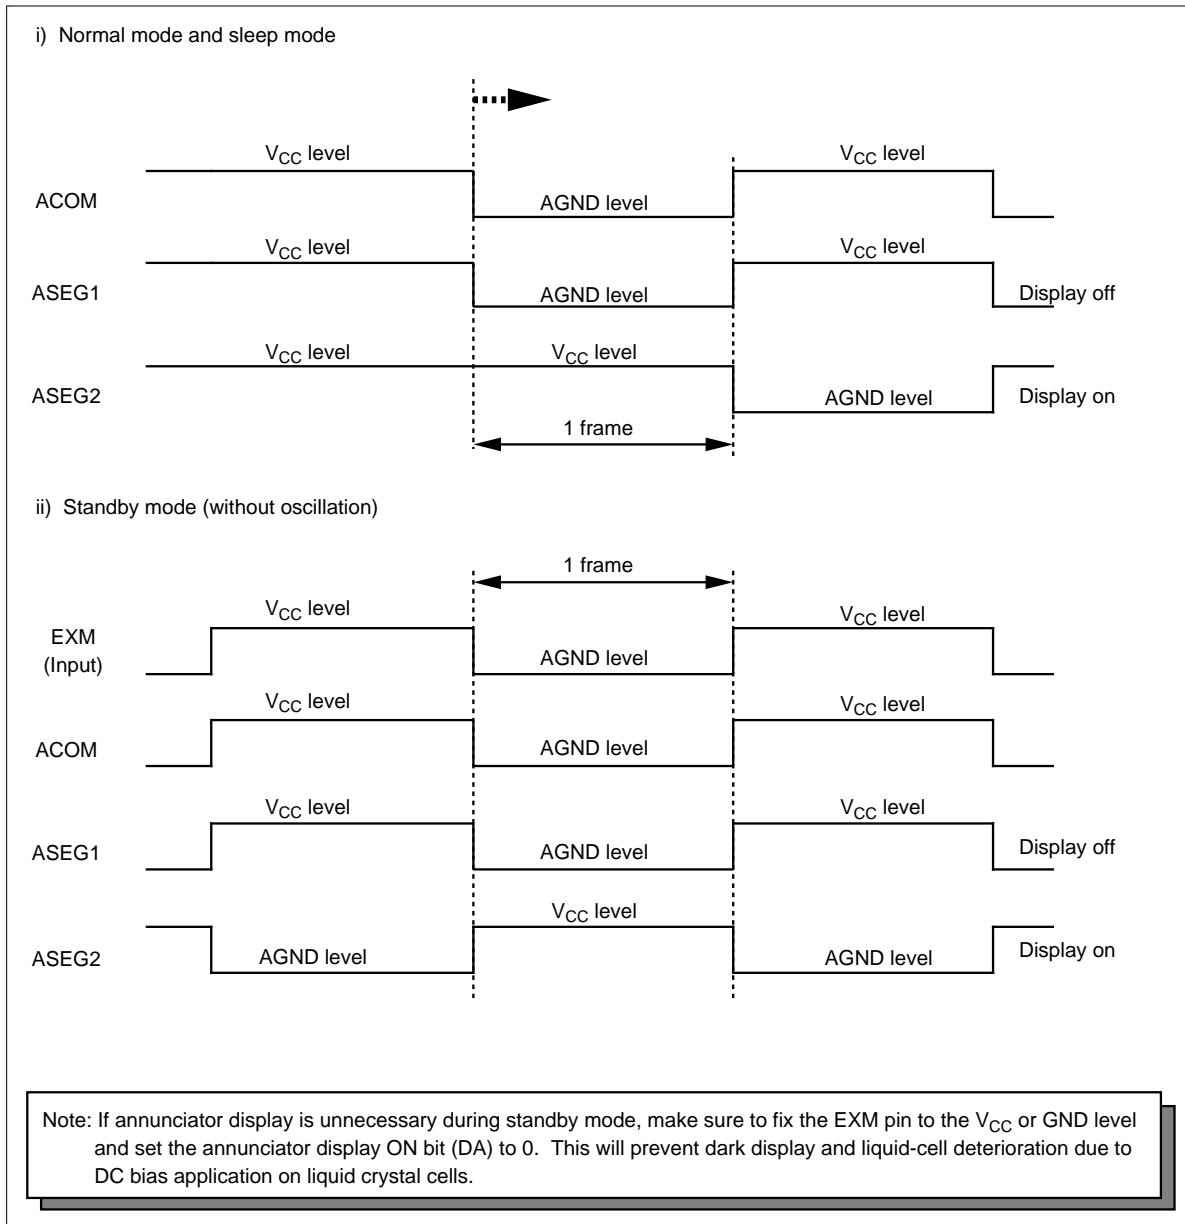 i) Normal mode and sleep mode
VCC level
VCC level
ACOM
AGND level
VCC level
VCC level
ASEG1
AGND level
Display off
VCC level
VCC level
ASEG2
AGND level
Display on
1 frame
ii) Standby mode (without oscillation)
1 frame
VCC level
VCC level
EXM
(Input)
AGND level
VCC level
VCC level
ACOM
AGND level
VCC level
VCC level
ASEG1
AGND level
Display off
VCC level
ASEG2
AGND level
AGND level
Display on
Note: If annunciator display is unnecessary during standby mode, make sure to fix the EXM pin to the VCC or GND level
and set the annunciator display ON bit (DA) to 0. This will prevent dark display and liquid-cell deterioration due to
DC bias application on liquid crystal cells.